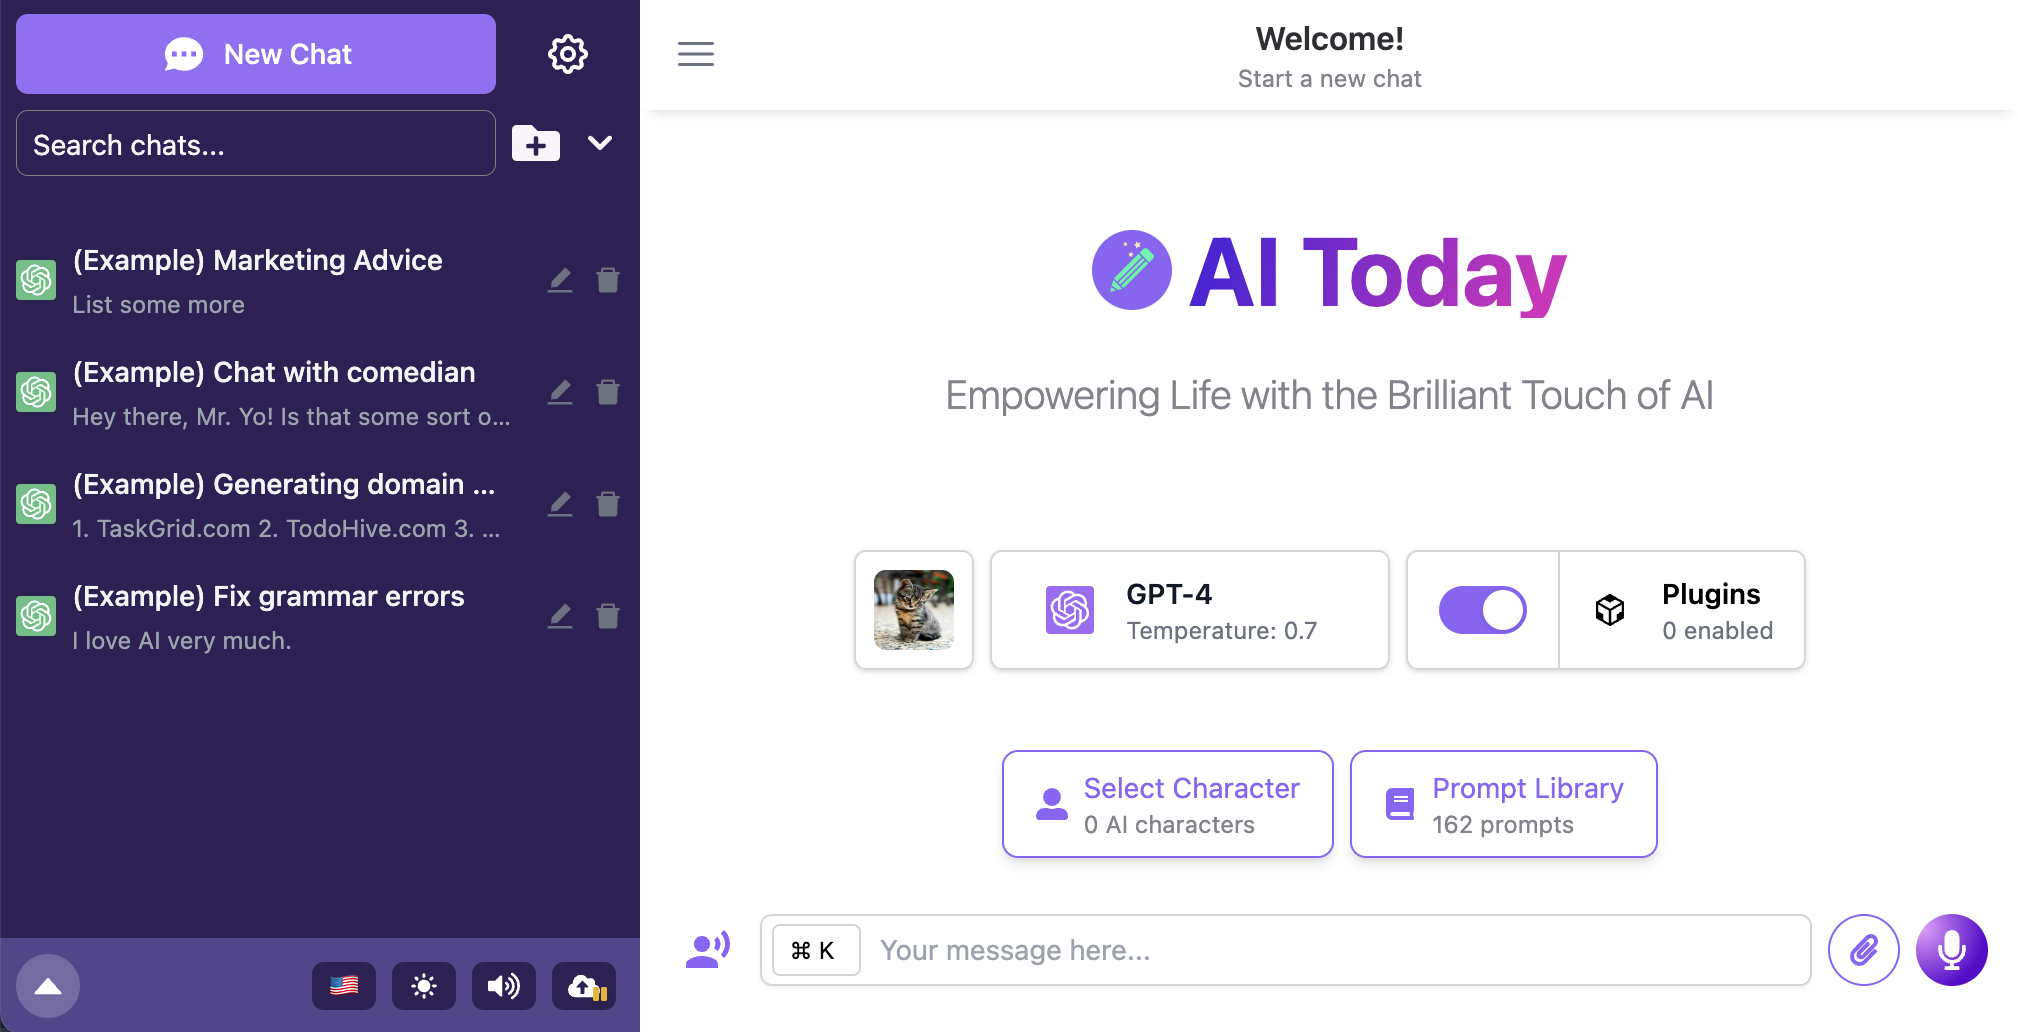 New Chat
Search chats...
(Example) Marketing Advice
List some more
(Example) Chat with comedian
Hey there, Mr. Yo! Is that some sort o...
(Example) Generating domain ...
1. TaskGrid.com 2. TodoHive.com 3. ...
(Example) Fix grammar errors
I love AI very much.
Welcome!
Start a new chat
AI Today
Empowering Life with the Brilliant Touch of AI
GPT-4
Temperature: 0.7
Plugins
0 enabled
Select Character
0 AI characters
Prompt Library
162 prompts
⌘ K
Your message here...